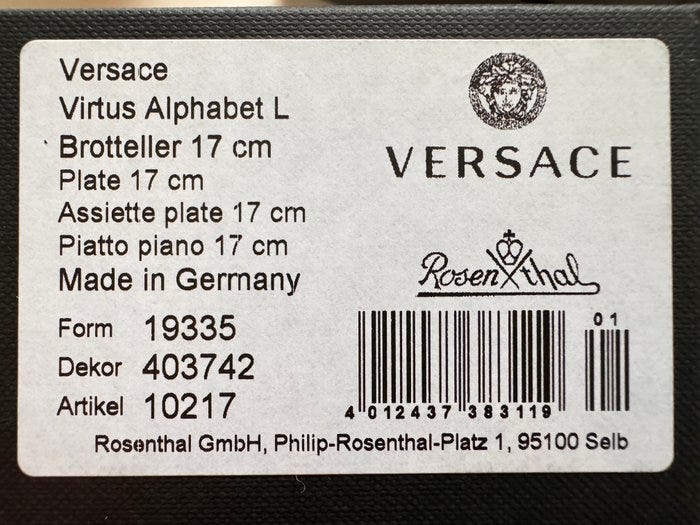 Versace
Virtus Alphabet L
Brotteller 17 cm
Plate 17 cm
Assiette plate 17 cm
Piatto piano 17 cm
Made in Germany
Form 19335
Dekor 403742
Artikel 10217
VERSACE
Rosenthal
01
4 012437 383119
Rosenthal GmbH, Philip-Rosenthal-Platz 1, 95100 Selb